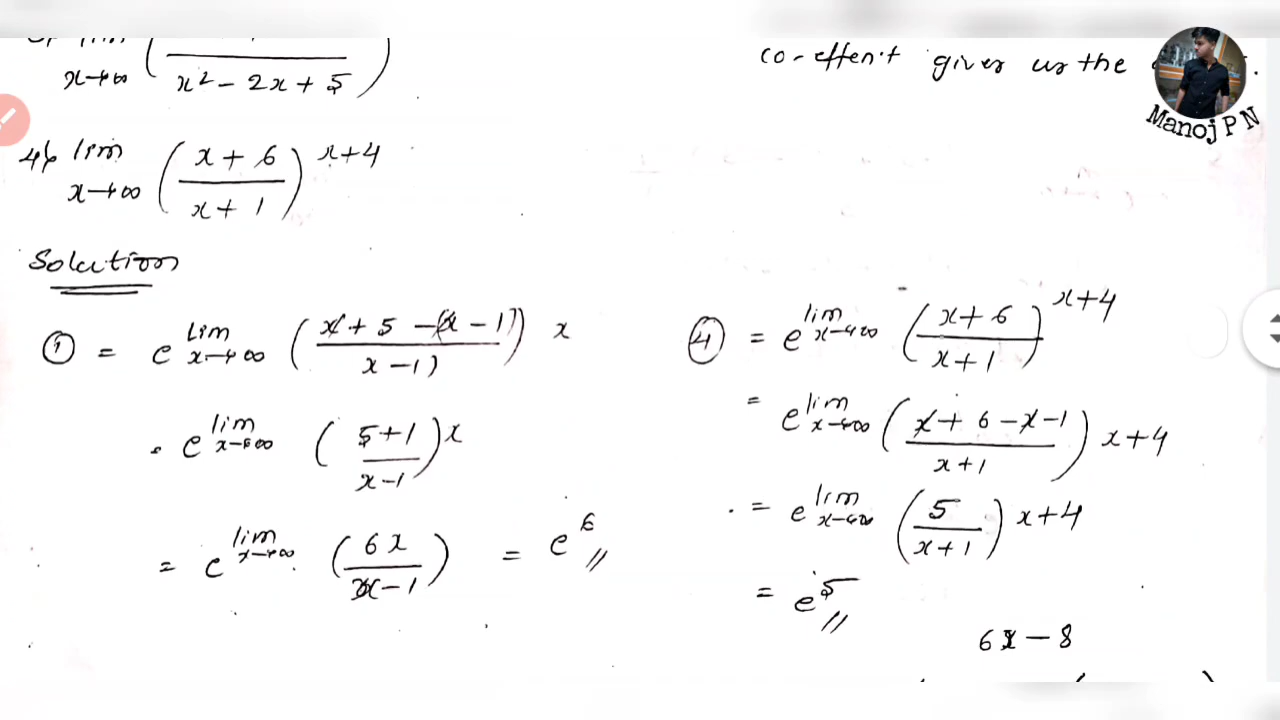 x→∞ ( x² − 2x + 5 )
co-effent gives us the
Manoj P N
4) lim x→∞ ( x + 6 / x + 1 ) x+4
Solution
① = e lim x→∞ ( x + 5 − (x − 1) / x − 1) ) x
= e lim x→∞ ( 5+1 / x−1 ) x
= e lim x→∞ ( 6x / x−1 ) = e 6 //
④ = e lim x→∞ ( x+6 / x+1 ) x+4
= e lim x→∞ ( x + 6 − x − 1 / x+1 ) x+4
= e lim x→∞ ( 5 / x+1 ) x+4
= e 5 //
6x − 8